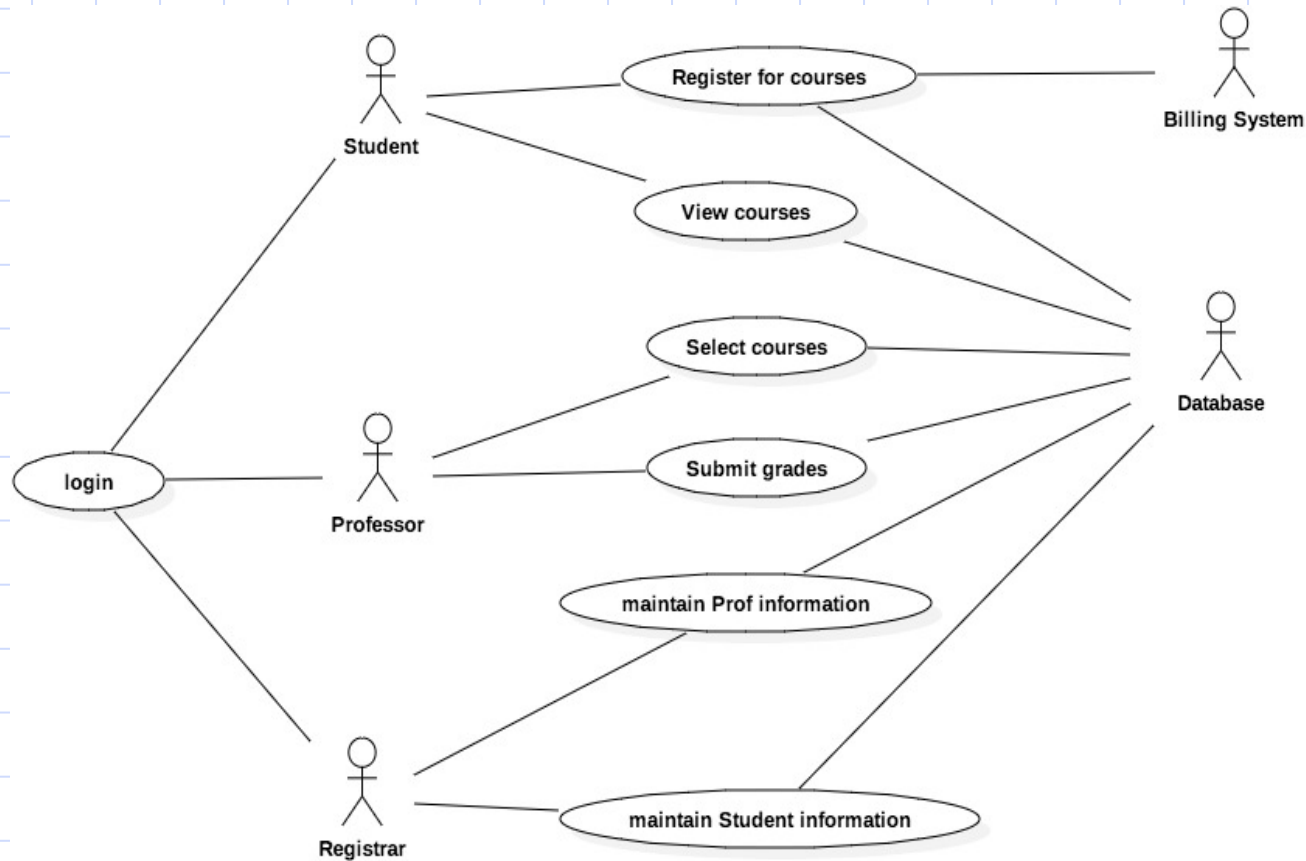 Register for courses
Billing System
Student
View courses
Select courses
Database
login
Professor
Submit grades
maintain Prof information
maintain Student information
Registrar